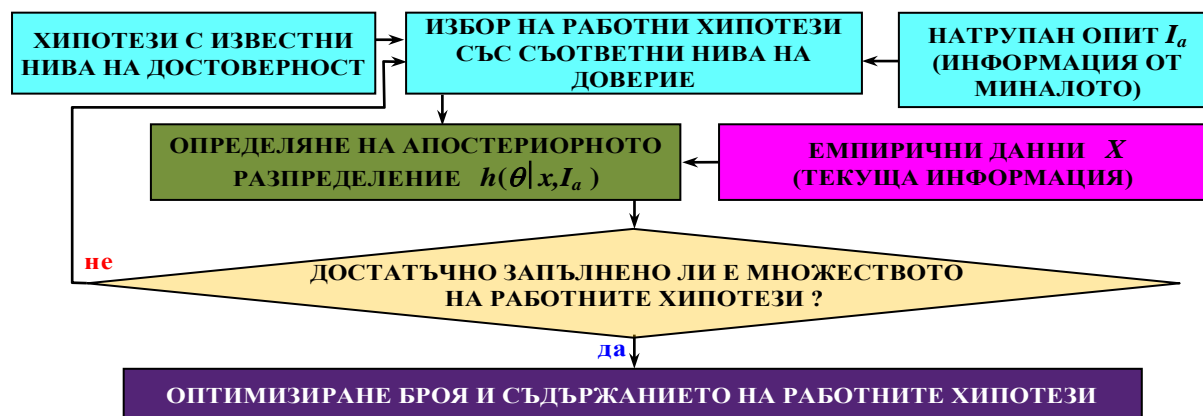 ХИПОТЕЗИ С ИЗВЕСТНИ
НИВА НА ДОСТОВЕРНОСТ
ИЗБОР НА РАБОТНИ ХИПОТЕЗИ
СЪС СЪОТВЕТНИ НИВА НА
ДОВЕРИЕ
НАТРУПАН ОПИТ Iₐ
(ИНФОРМАЦИЯ ОТ
МИНАЛОТО)
ОПРЕДЕЛЯНЕ НА АПОСТЕРИОРНОТО
РАЗПРЕДЕЛЕНИЕ h(θ|x,Iₐ)
ЕМПИРИЧНИ ДАННИ X
(ТЕКУЩА ИНФОРМАЦИЯ)
не
ДОСТАТЪЧНО ЗАПЪЛНЕНО ЛИ Е МНОЖЕСТВОТО
НА РАБОТНИТЕ ХИПОТЕЗИ ?
да
ОПТИМИЗИРАНЕ БРОЯ И СЪДЪРЖАНИЕТО НА РАБОТНИТЕ ХИПОТЕЗИ